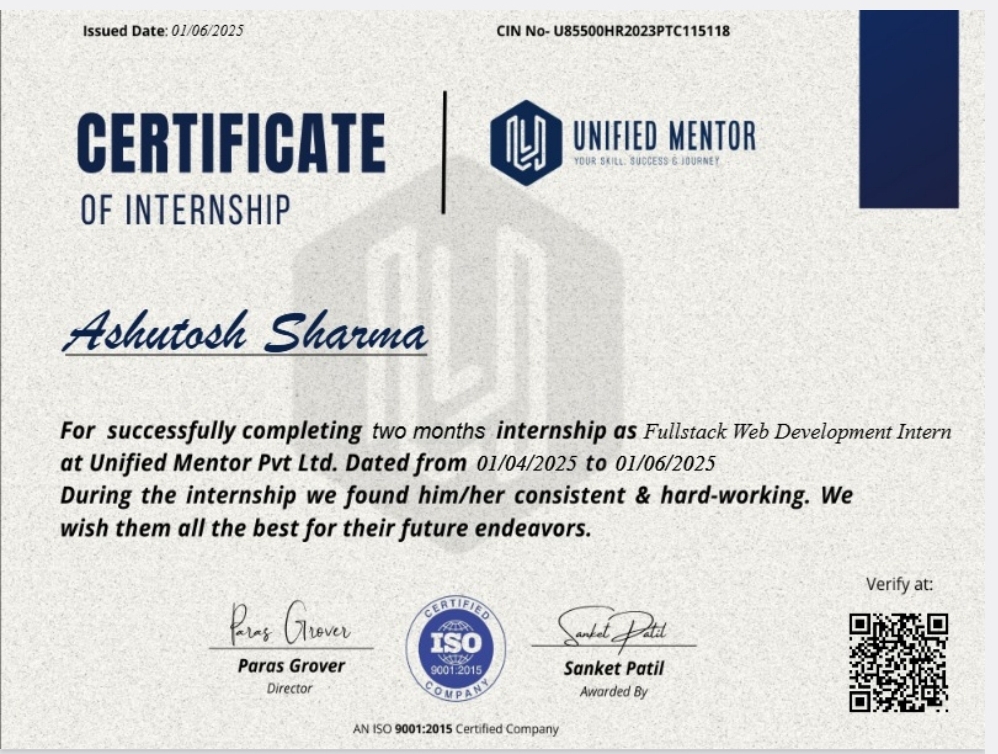 Issued Date: 01/06/2025
CIN No- U85500HR2023PTC115118
CERTIFICATE
OF INTERNSHIP
UNIFIED MENTOR
YOUR SKILL, SUCCESS & JOURNEY
Ashutosh Sharma
For successfully completing two months internship as Fullstack Web Development Intern
at Unified Mentor Pvt Ltd. Dated from 01/04/2025 to 01/06/2025
During the internship we found him/her consistent & hard-working. We
wish them all the best for their future endeavors.
Verify at:
Paras Grover
Paras Grover
Director
CERTIFIED
ISO
9001:2015
COMPANY
Sanket Patil
Sanket Patil
Awarded By
AN ISO 9001:2015 Certified Company